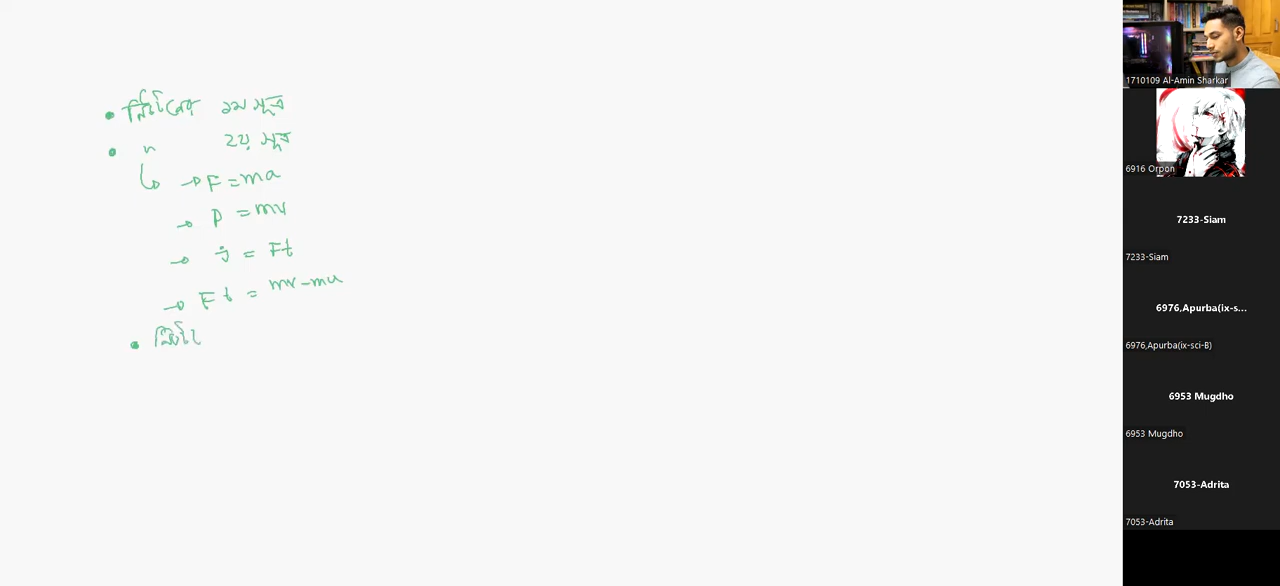 • নিউটনের ১ম সূত্র
• " ২য় সূত্র
↳ → F = ma
→ P = mv
→ j = Ft
→ Ft = mv - mu
• নিউট
1710109 Al-Amin Sharkar
6916 Orpon
7233-Siam
7233-Siam
6976,Apurba(ix-s...
6976,Apurba(ix-sci-B)
6953 Mugdho
6953 Mugdho
7053-Adrita
7053-Adrita